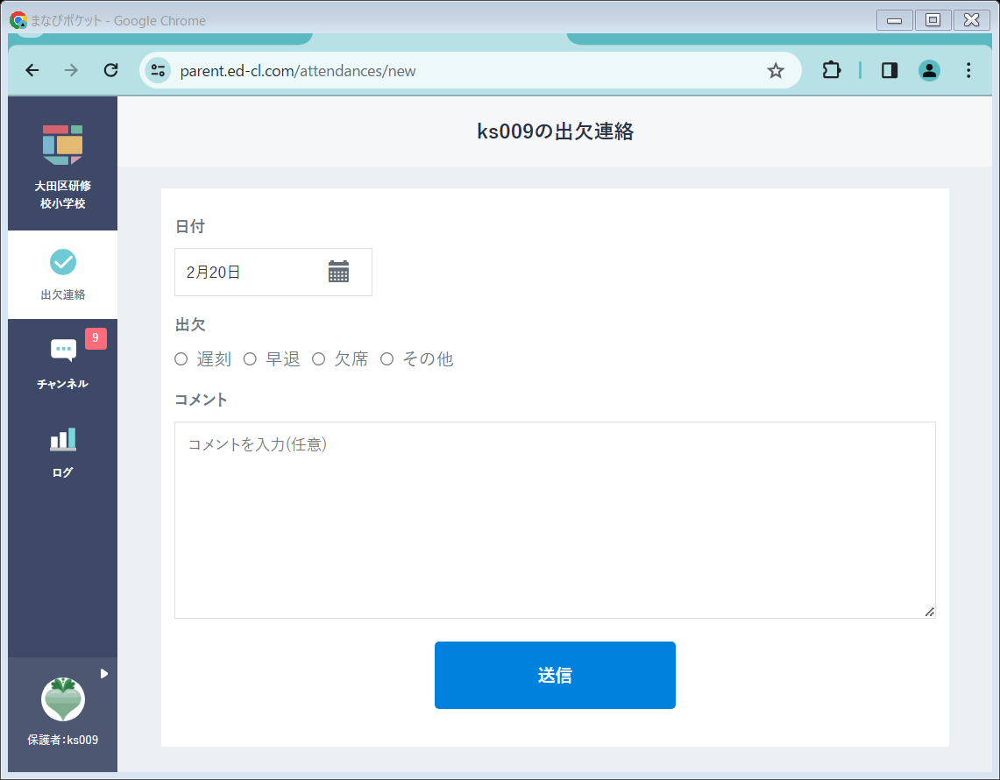 まなびポケット - Google Chrome
parent.ed-cl.com/attendances/new
大田区研修
校小学校
出欠連絡
9
チャンネル
ログ
保護者:ks009
ks009の出欠連絡
日付
2月20日
出欠
遅刻 早退 欠席 その他
コメント
コメントを入力(任意)
送信